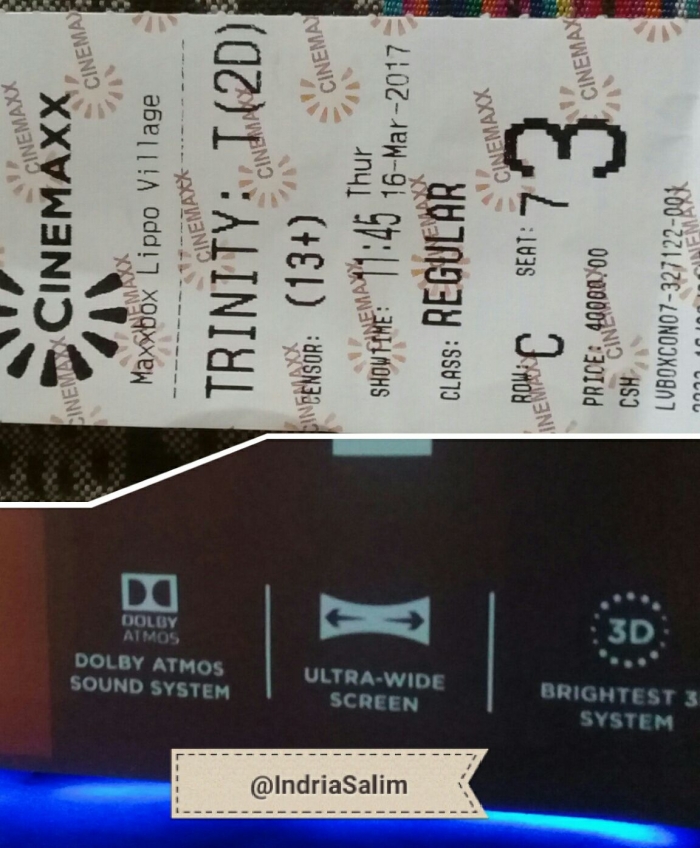 CINEMAXX
Maxxbox Lippo Village
TRINITY: T(2D)
CENSOR: (13+)
SHOWTIME: 11:45 Thur 16-Mar-2017
CLASS: REGULAR
ROW: C SEAT: 7 3
PRICE: 40000.00
CSH
LVBOXCON07-327122-001
DOLBY
ATMOS
DOLBY ATMOS
SOUND SYSTEM
ULTRA-WIDE
SCREEN
3D
BRIGHTEST 3
SYSTEM
@IndriaSalim